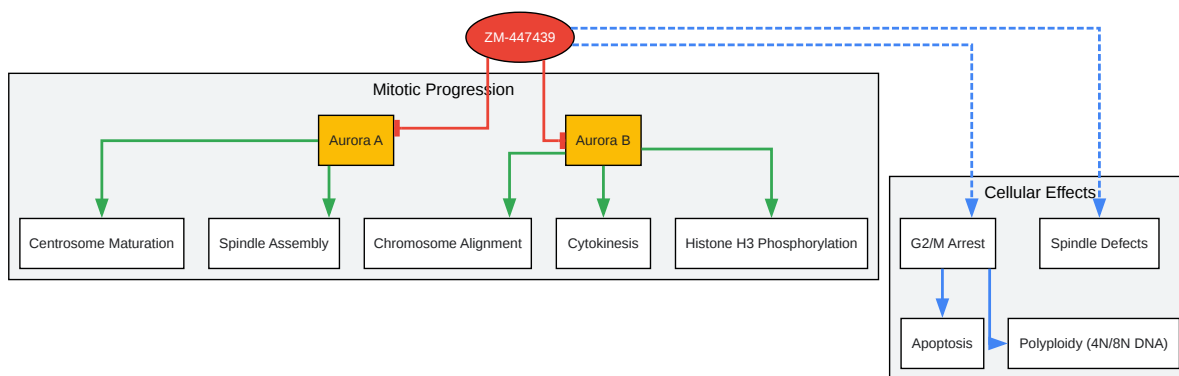 ZM-447439
Mitotic Progression
Aurora A
Aurora B
Centrosome Maturation
Spindle Assembly
Chromosome Alignment
Cytokinesis
Histone H3 Phosphorylation
Cellular Effects
G2/M Arrest
Spindle Defects
Apoptosis
Polyploidy (4N/8N DNA)